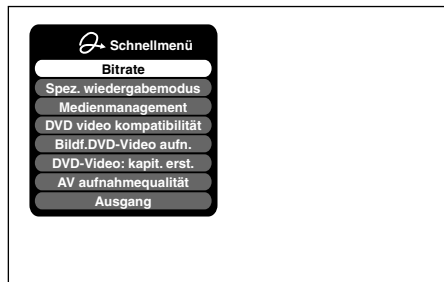 Schnellmenü
Bitrate
Spez. wiedergabemodus
Medienmanagement
DVD video kompatibilität
Bildf.DVD-Video aufn.
DVD-Video: kapit. erst.
AV aufnahmequalität
Ausgang